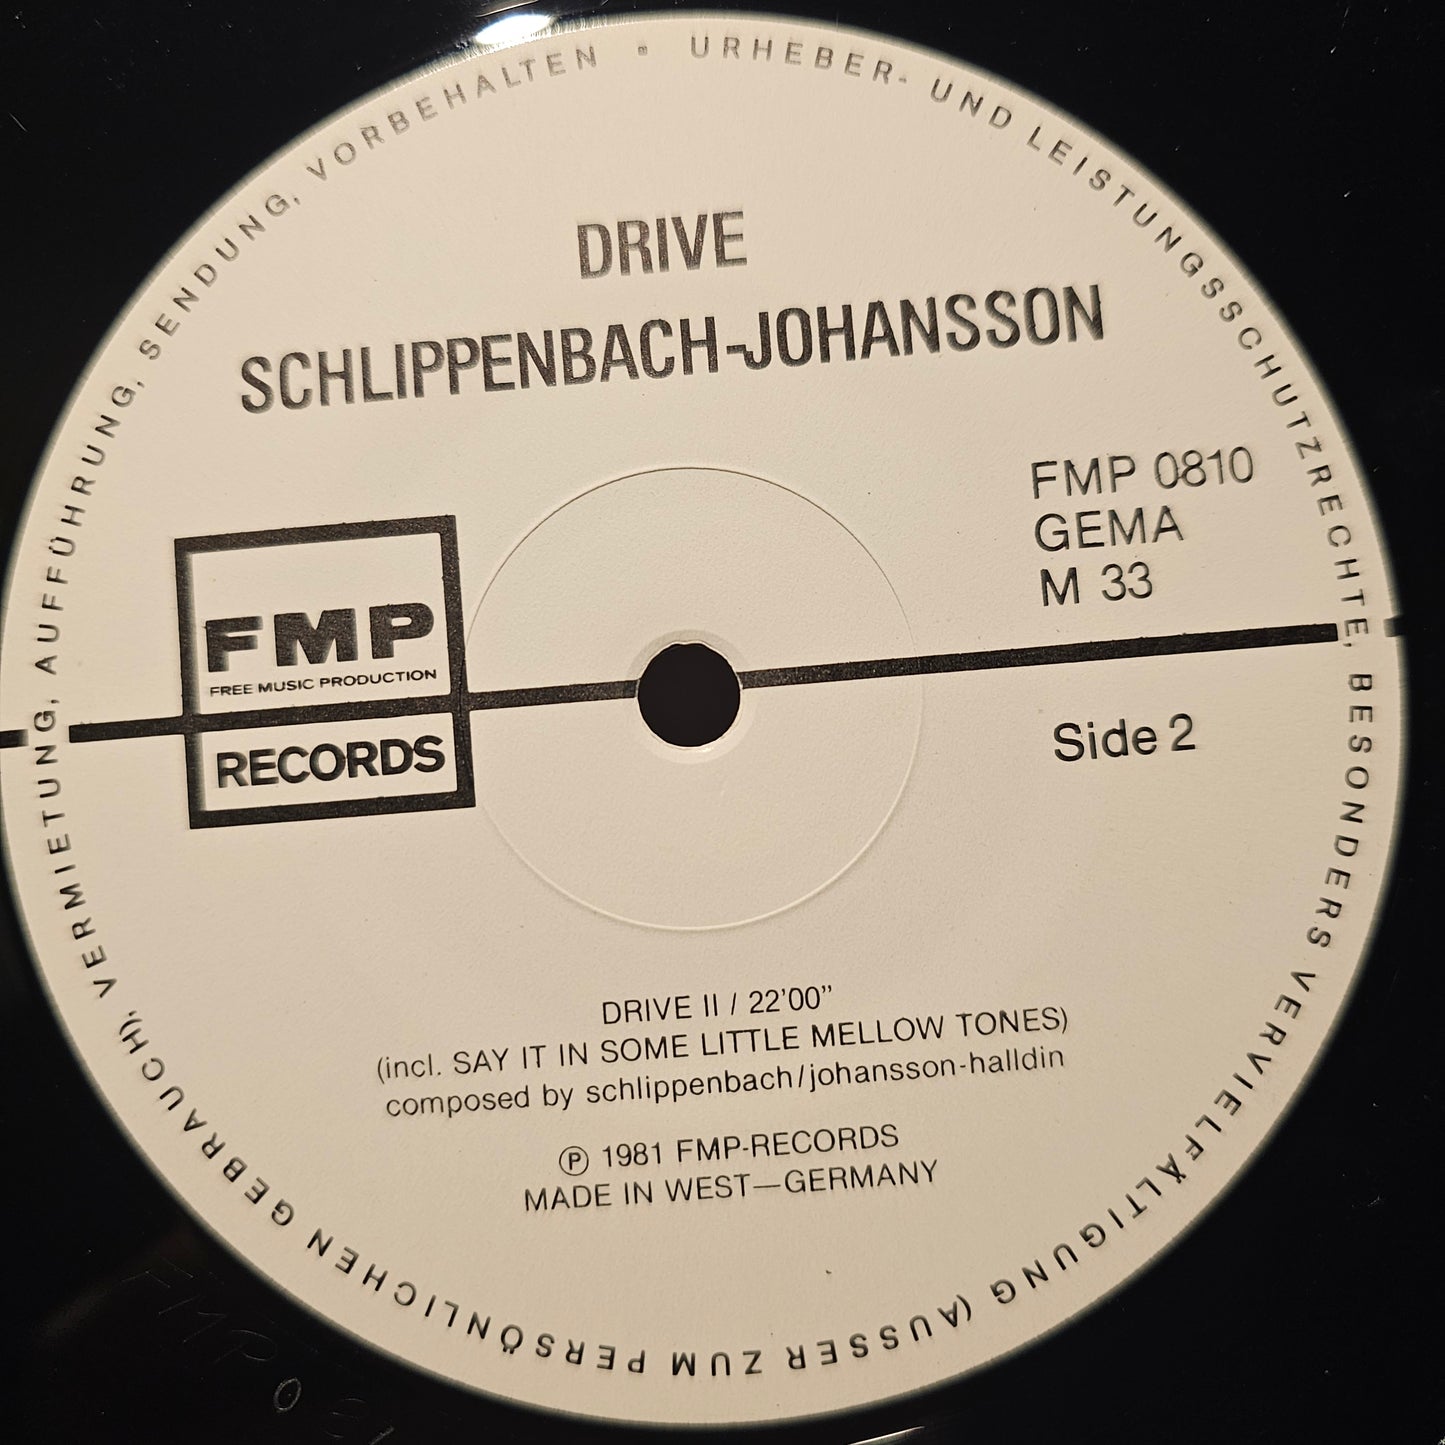 URHEBER- UND LEISTUNGSSCHUTZRECHTE, BESONDERS VERVIELFÄLTIGUNG (AUSSER ZUM PERSÖNLICHEN GEBRAUCH), VERMIETUNG, AUFFÜHRUNG, SENDUNG, VORBEHALTEN •
DRIVE
SCHLIPPENBACH-JOHANSSON
FMP 0810
GEMA
M 33
FMP
FREE MUSIC PRODUCTION
RECORDS
Side 2
DRIVE II / 22'00”
(incl. SAY IT IN SOME LITTLE MELLOW TONES)
composed by schlippenbach/johansson-halldin
Ⓟ 1981 FMP-RECORDS
MADE IN WEST—GERMANY
FMP